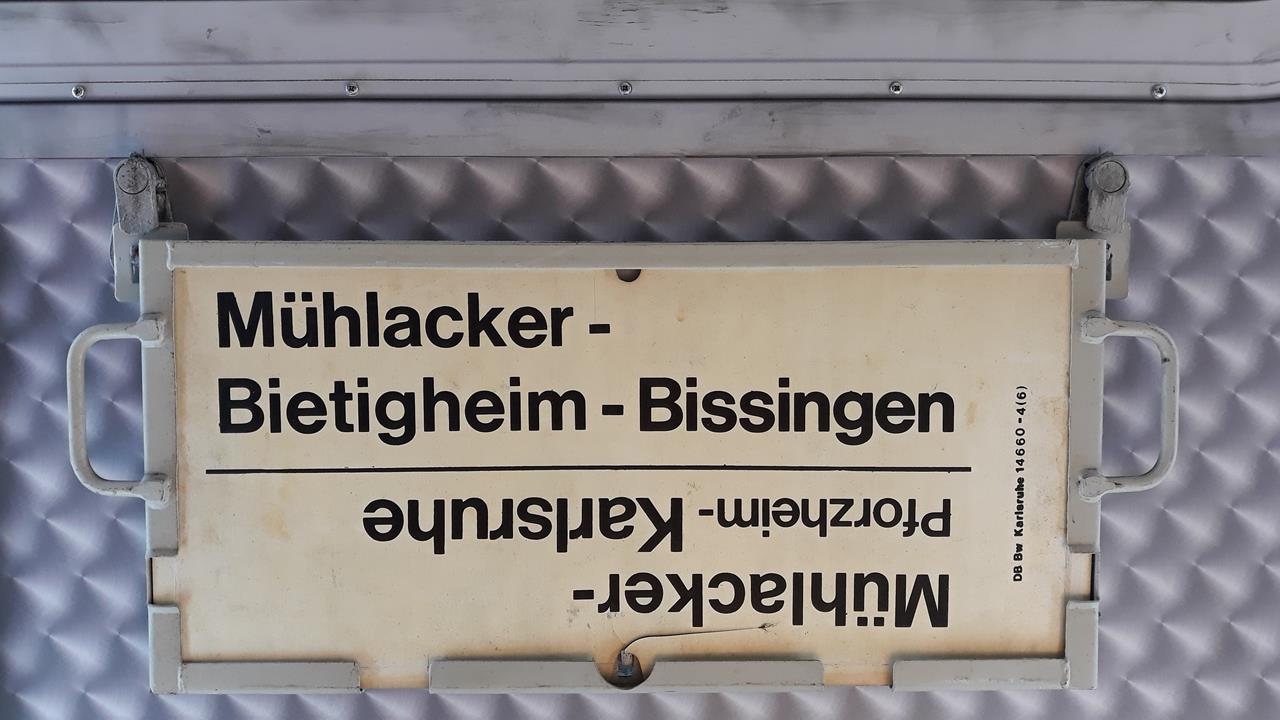 Mühlacker -
Bietigheim - Bissingen
Mühlacker-
Pforzheim- Karlsruhe
DB Bw Karlsruhe 14660-4(6)